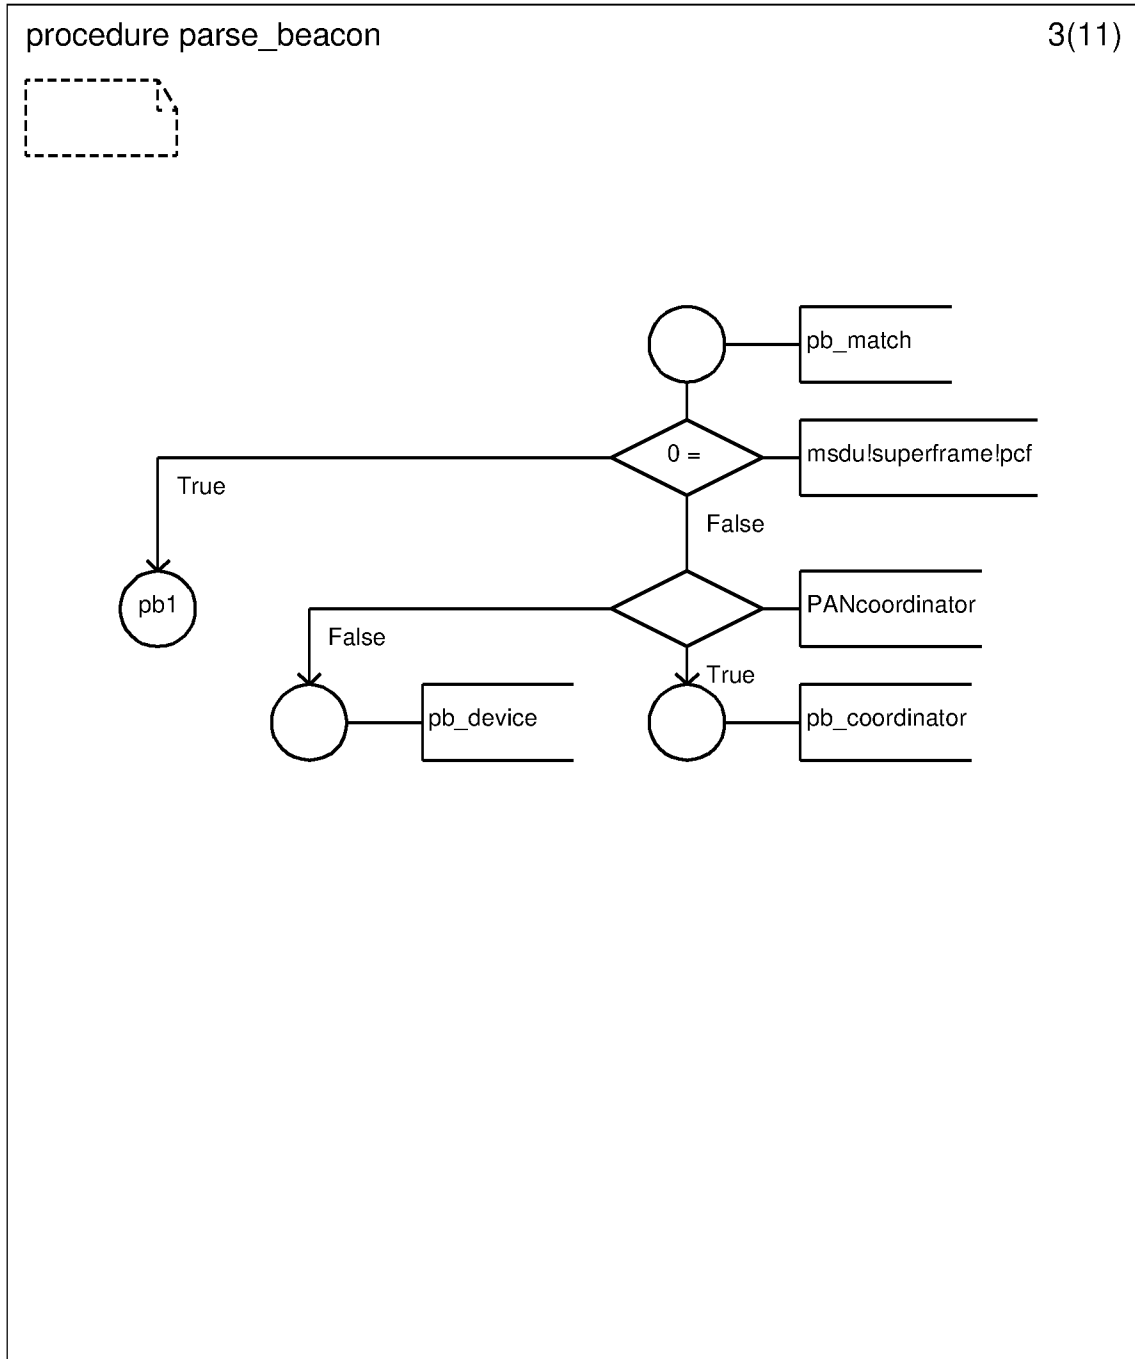 procedure parse_beacon
3(11)
pb_match
0 =
msdu!superframe!pcf
True
False
pb1
PANcoordinator
False
True
pb_device
pb_coordinator